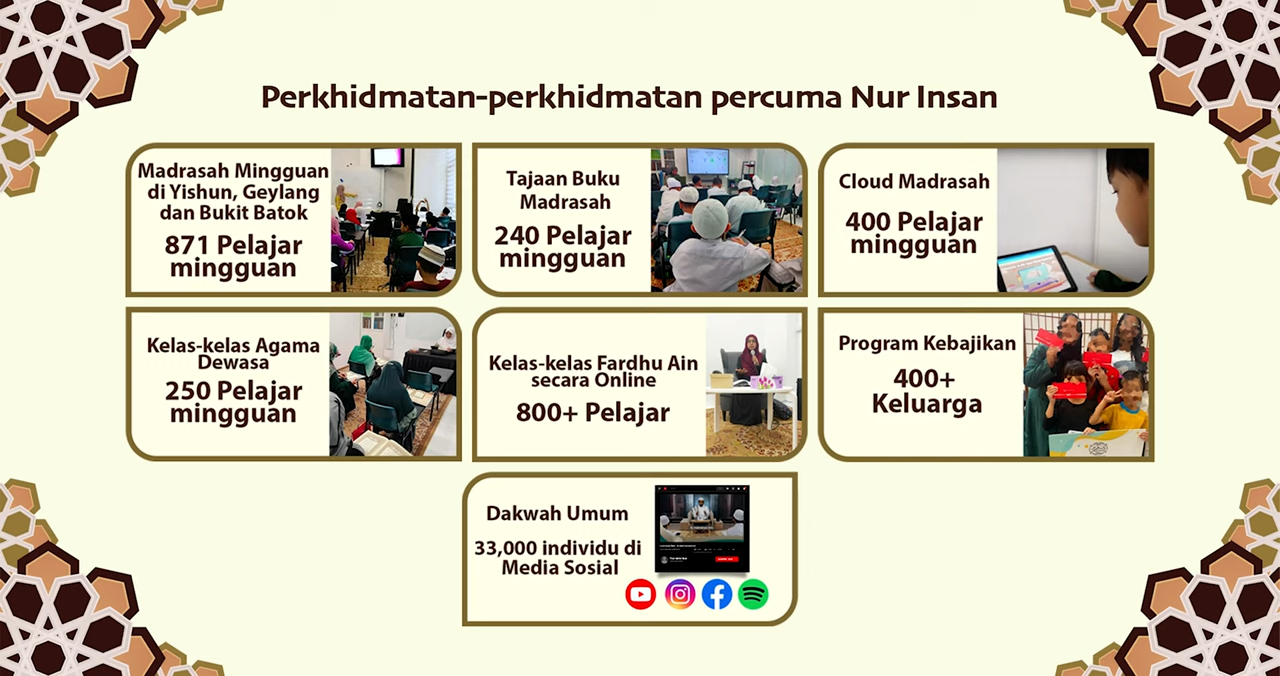 Perkhidmatan-perkhidmatan percuma Nur Insan
Madrasah Mingguan
di Yishun, Geylang
dan Bukit Batok
871 Pelajar
mingguan
Tajaan Buku
Madrasah
240 Pelajar
mingguan
Cloud Madrasah
400 Pelajar
mingguan
Kelas-kelas Agama
Dewasa
250 Pelajar
mingguan
Kelas-kelas Fardhu Ain
secara Online
800+ Pelajar
Program Kebajikan
400+
Keluarga
Dakwah Umum
33,000 individu di
Media Sosial